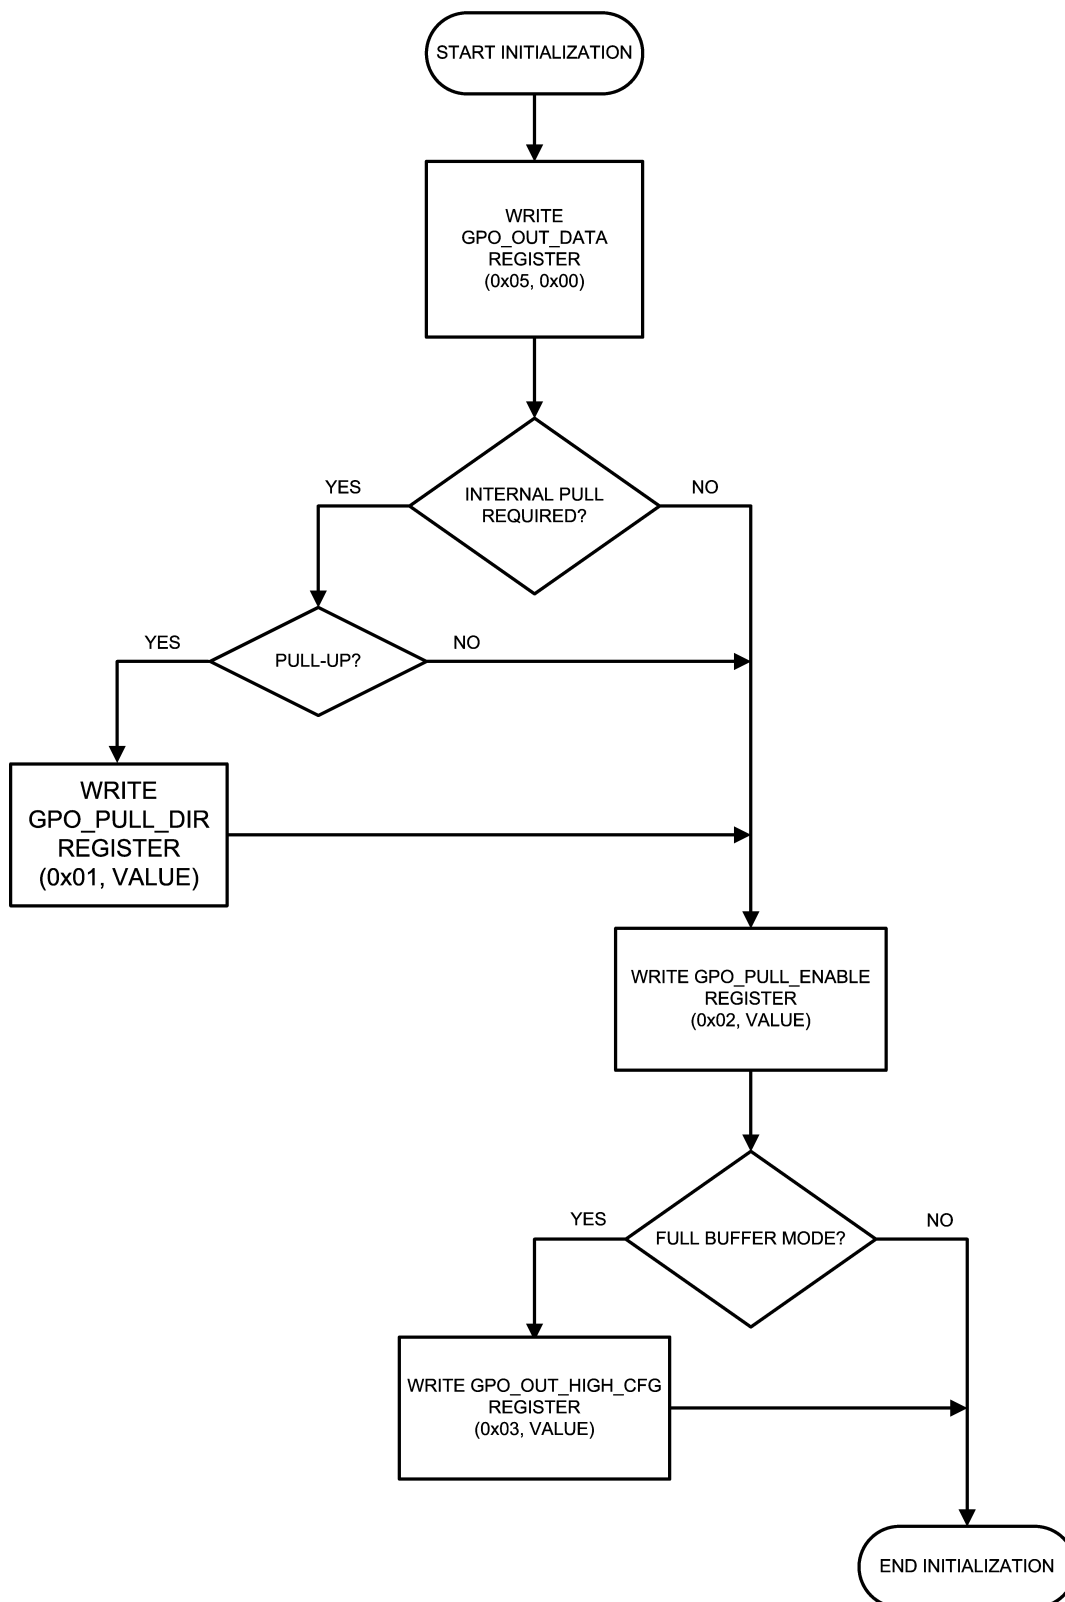 START INITIALIZATION
WRITE
GPO_OUT_DATA
REGISTER
(0x05, 0x00)
INTERNAL PULL
REQUIRED?
YES
NO
PULL-UP?
YES
NO
WRITE
GPO_PULL_DIR
REGISTER
(0x01, VALUE)
WRITE GPO_PULL_ENABLE
REGISTER
(0x02, VALUE)
FULL BUFFER MODE?
YES
NO
WRITE GPO_OUT_HIGH_CFG
REGISTER
(0x03, VALUE)
END INITIALIZATION